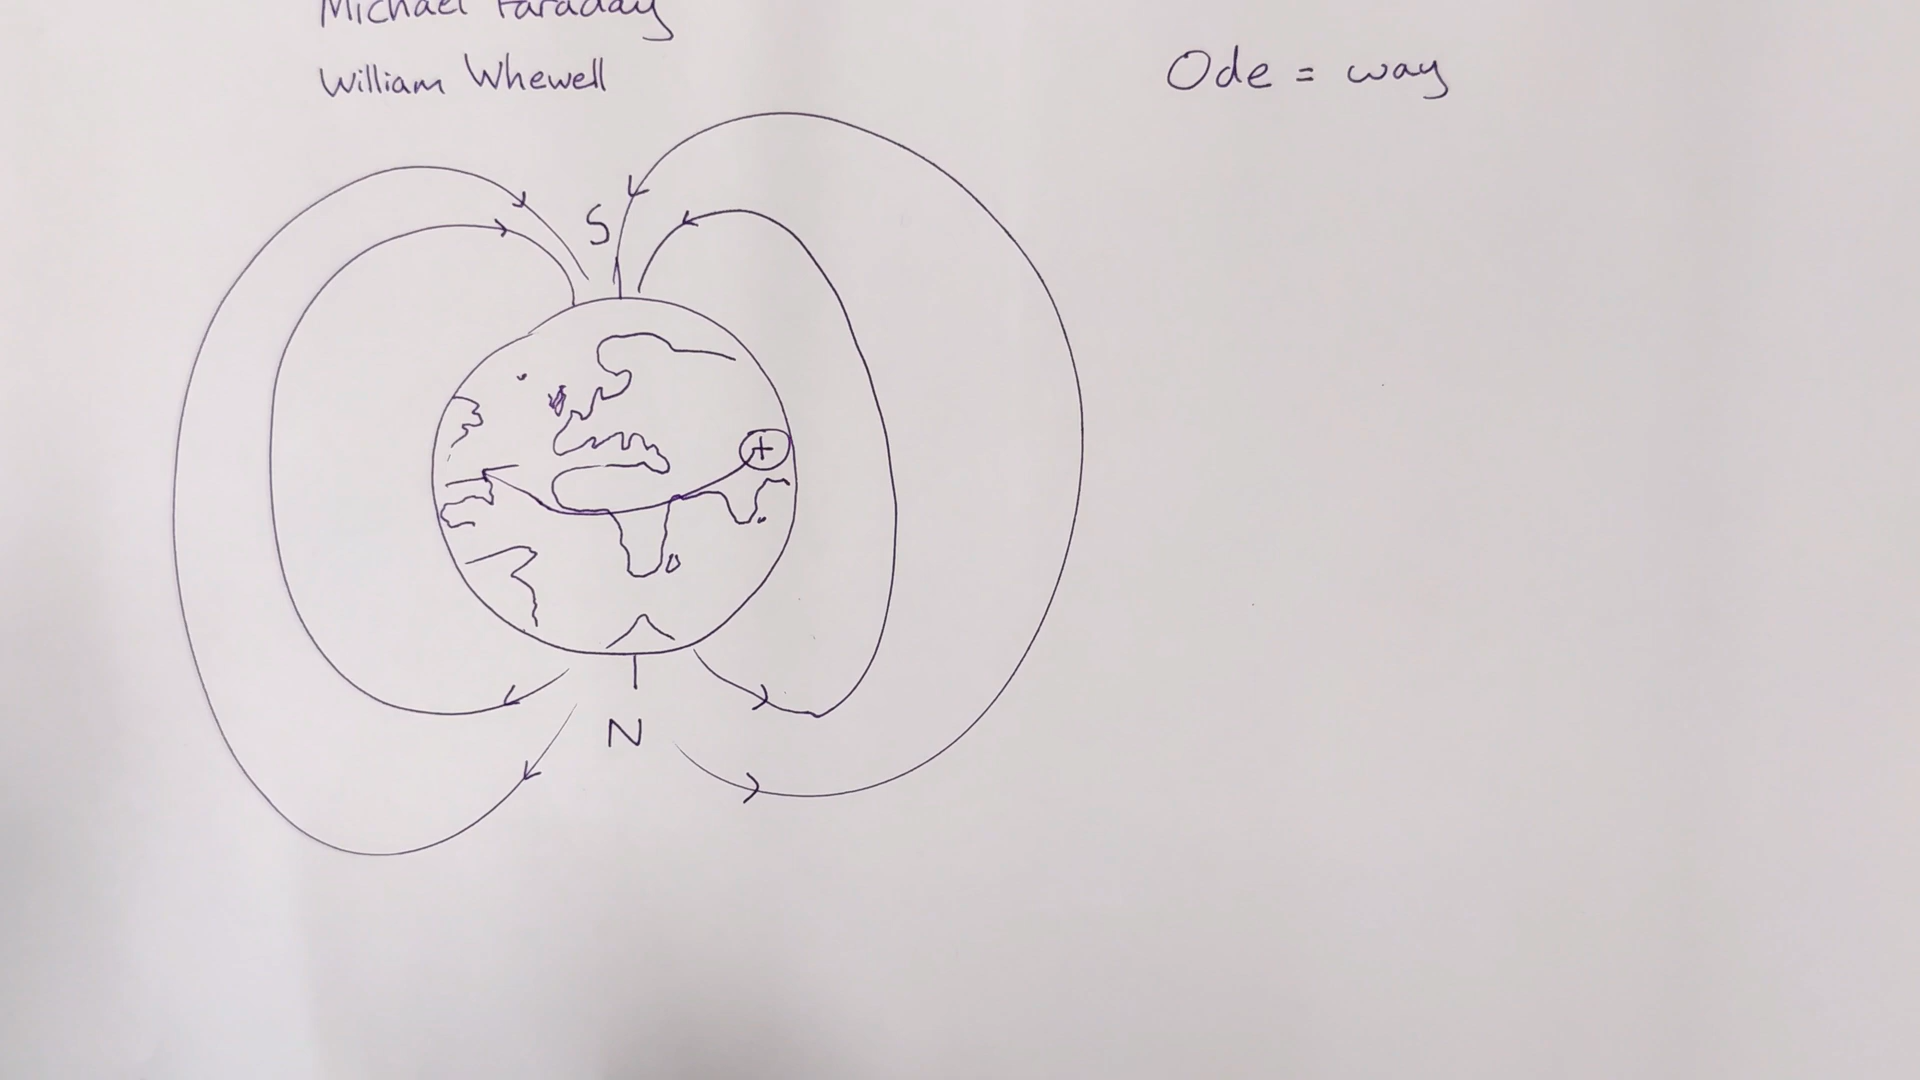 Michael Faraday
William Whewell
Ode = way
S
+
N